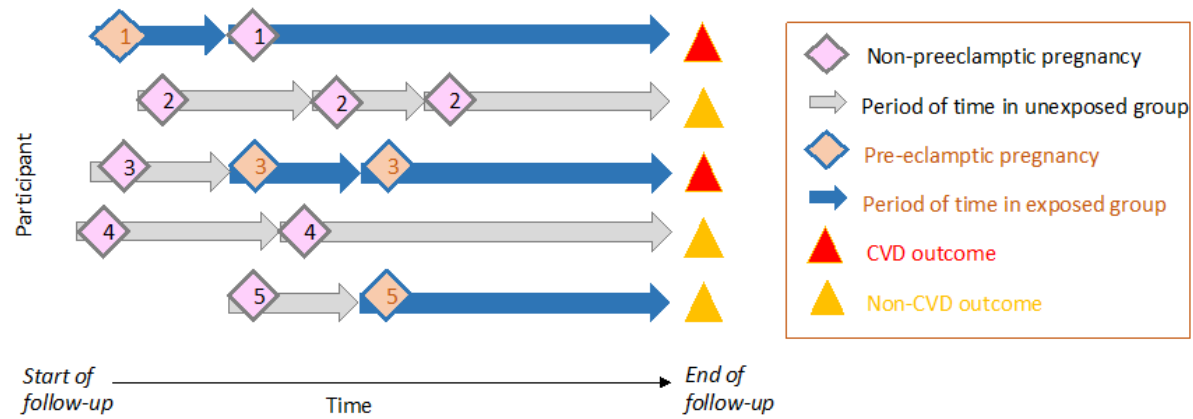 1 1
2 2 2
3 3 3
4 4
5 5
Participant
Start of
follow-up
Time
End of
follow-up
Non-preeclamptic pregnancy
Period of time in unexposed group
Pre-eclamptic pregnancy
Period of time in exposed group
CVD outcome
Non-CVD outcome